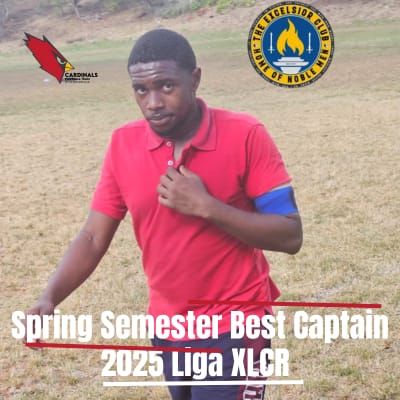 CARDINALS
THE EXCELSIOR CLUB
HOME OF NOBLE MEN
Spring Semester Best Captain
2025 Liga XLCR